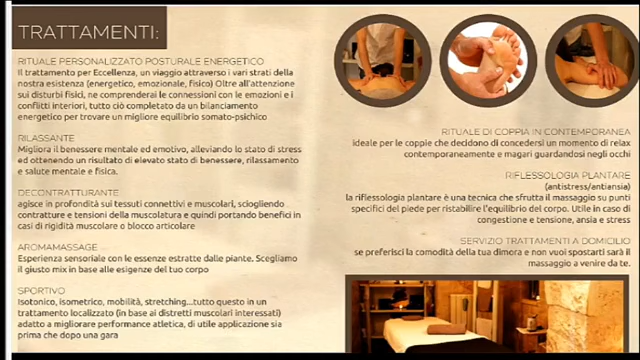 TRATTAMENTI:
RITUALE PERSONALIZZATO POSTURALE ENERGETICO
Il trattamento per Eccellenza, un viaggio attraverso i vari strati della
nostra esistenza (energetico, emozionale, fisico) Oltre all'attenzione
sui disturbi fisici, ne comprenderai le connessioni con le emozioni e i
conflitti interiori, tutto ciò completato da un bilanciamento
energetico per trovare un migliore equilibrio somato-psichico
RILASSANTE
Migliora il benessere mentale ed emotivo, alleviando lo stato di stress
ed ottenendo un risultato di elevato stato di benessere, rilassamento
e salute mentale e fisica.
DECONTRATTURANTE
agisce in profondità sui tessuti connettivi e muscolari, sciogliendo
contratture e tensioni della muscolatura e quindi portando benefici in
casi di rigidità muscolare o blocco articolare
AROMAMASSAGE
Esperienza sensoriale con le essenze estratte dalle piante. Scegliamo
il giusto mix in base alle esigenze del tuo corpo
SPORTIVO
Isotonico, isometrico, mobilità, stretching...tutto questo in un
trattamento localizzato (in base ai distretti muscolari interessati)
adatto a migliorare performance atletica, di utile applicazione sia
prima che dopo una gara
RITUALE DI COPPIA IN CONTEMPORANEA
ideale per le coppie che decidono di concedersi un momento di relax
contemporaneamente e magari guardandosi negli occhi
RIFLESSOLOGIA PLANTARE
(antistress/antiansia)
la riflessologia plantare è una tecnica che sfrutta il massaggio su punti
specifici del piede per ristabilire l'equilibrio del corpo. Utile in caso di
congestione e tensione, ansia e stress
SERVIZIO TRATTAMENTI A DOMICILIO
se preferisci la comodità della tua dimora e non vuoi spostarti sarà il
massaggio a venire da te.